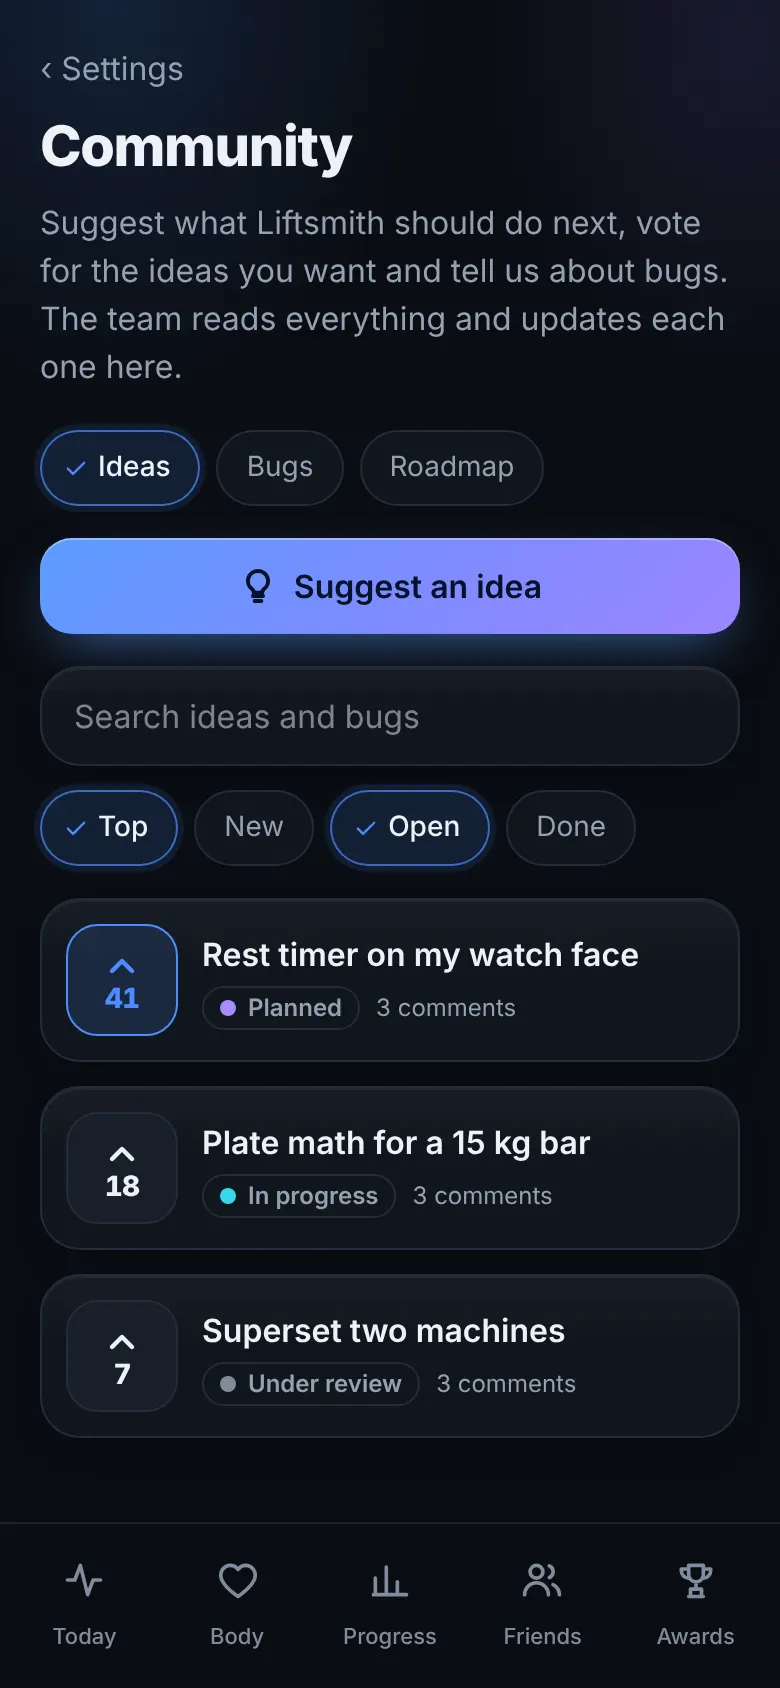 ‹ Settings
Community
Suggest what Liftsmith should do next, vote
for the ideas you want and tell us about bugs.
The team reads everything and updates each
one here.
Ideas Bugs Roadmap
Suggest an idea
Search ideas and bugs
Top New Open Done
Rest timer on my watch face
41
Planned 3 comments
Plate math for a 15 kg bar
18
In progress 3 comments
Superset two machines
7
Under review 3 comments
Today Body Progress Friends Awards